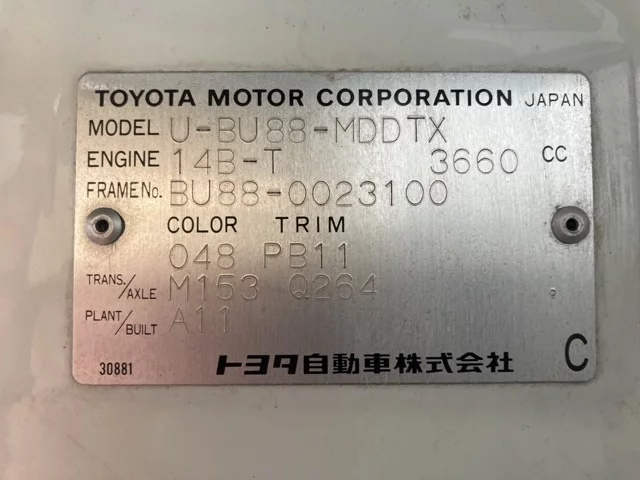 TOYOTA MOTOR CORPORATION JAPAN
MODEL U-BU88-MDDTX
ENGINE 14B-T 3660 CC
FRAME No. BU88-0023100
COLOR TRIM
048 PB11
TRANS./AXLE M153 Q264
PLANT/BUILT A11
30881 トヨタ自動車株式会社 C